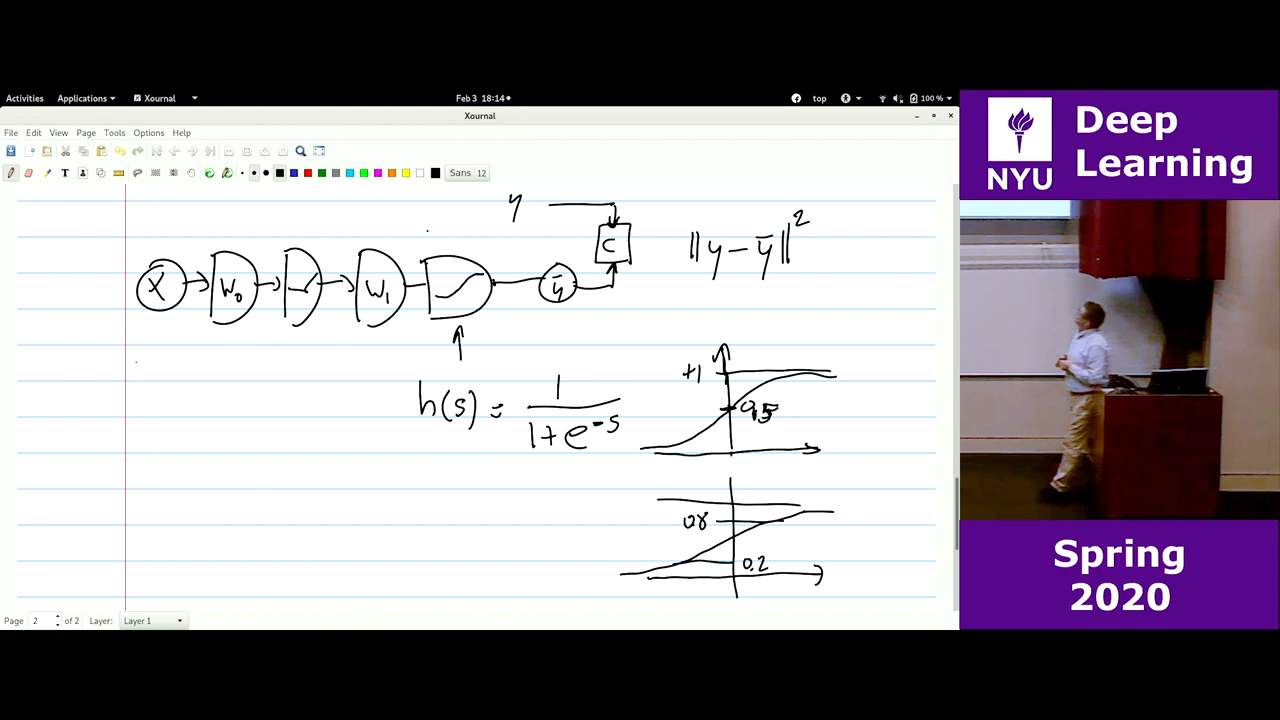 Activities Applications Xournal Feb 3 18:14 top 100 %
Xournal
File Edit View Page Tools Options Help
Sans 12
y
C
‖y − ȳ‖²
X W₀ W₁ ȳ
+1
0.5
h(s) = 1 / (1 + e^-s)
0.8
0.2
Page 2 of 2 Layer: Layer 1
NYU
Deep
Learning
Spring
2020